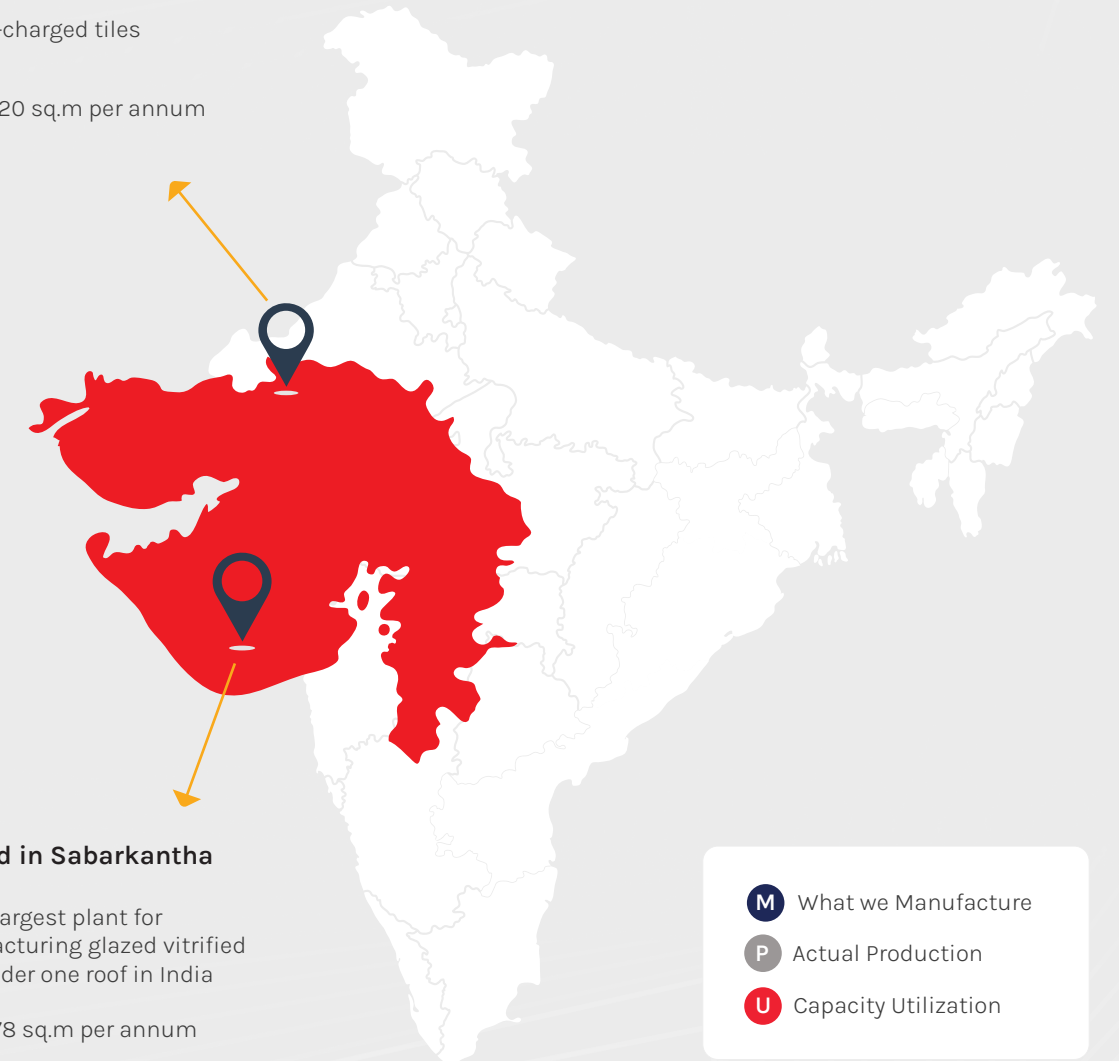 -charged tiles
20 sq.m per annum
d in Sabarkantha
largest plant for
acturing glazed vitrified
der one roof in India
78 sq.m per annum
M What we Manufacture
P Actual Production
U Capacity Utilization